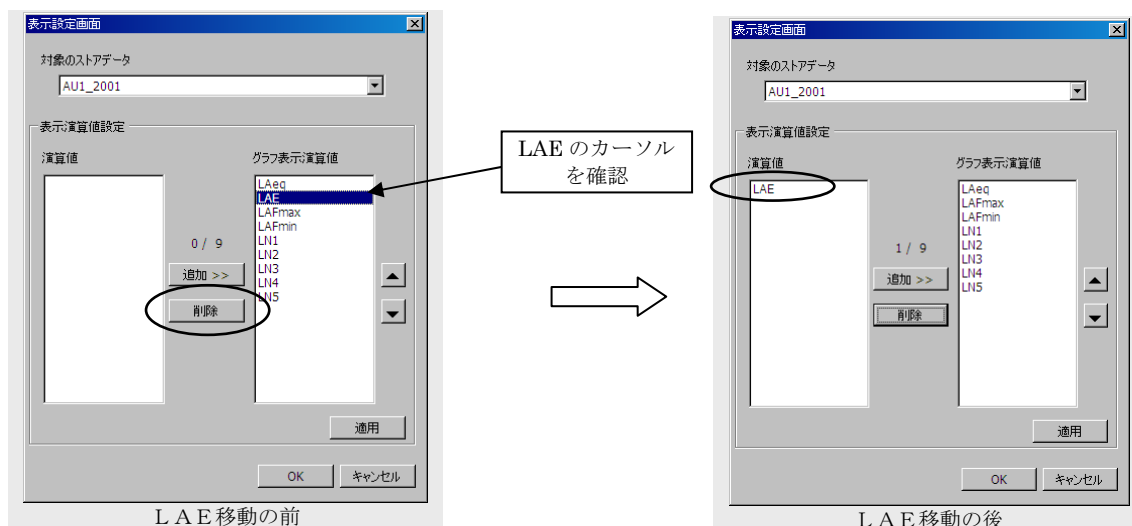 表示設定画面
対象のストアデータ
AU1_2001
表示演算値設定
演算値
グラフ表示演算値
LAeq
LAE
LAFmax
LAFmin
LN1
LN2
LN3
LN4
LN5
0 / 9
追加 >>
削除
適用
OK
キャンセル
ＬＡＥ移動の前
LAE のカーソル
を確認
表示設定画面
対象のストアデータ
AU1_2001
表示演算値設定
演算値
グラフ表示演算値
LAE
LAeq
LAFmax
LAFmin
LN1
LN2
LN3
LN4
LN5
1 / 9
追加 >>
削除
適用
OK
キャンセル
ＬＡＥ移動の後